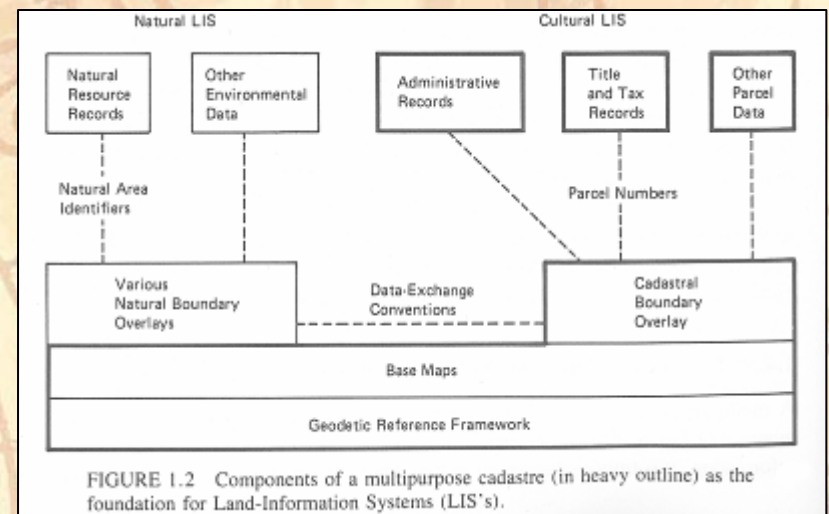 Natural LIS
Cultural LIS
Natural
Resource
Records
Other
Environmental
Data
Administrative
Records
Title
and Tax
Records
Other
Parcel
Data
Natural Area
Identifiers
Parcel Numbers
Various
Natural Boundary
Overlays
Data-Exchange
Conventions
Cadastral
Boundary
Overlay
Base Maps
Geodetic Reference Framework
FIGURE 1.2 Components of a multipurpose cadastre (in heavy outline) as the
foundation for Land-Information Systems (LIS's).